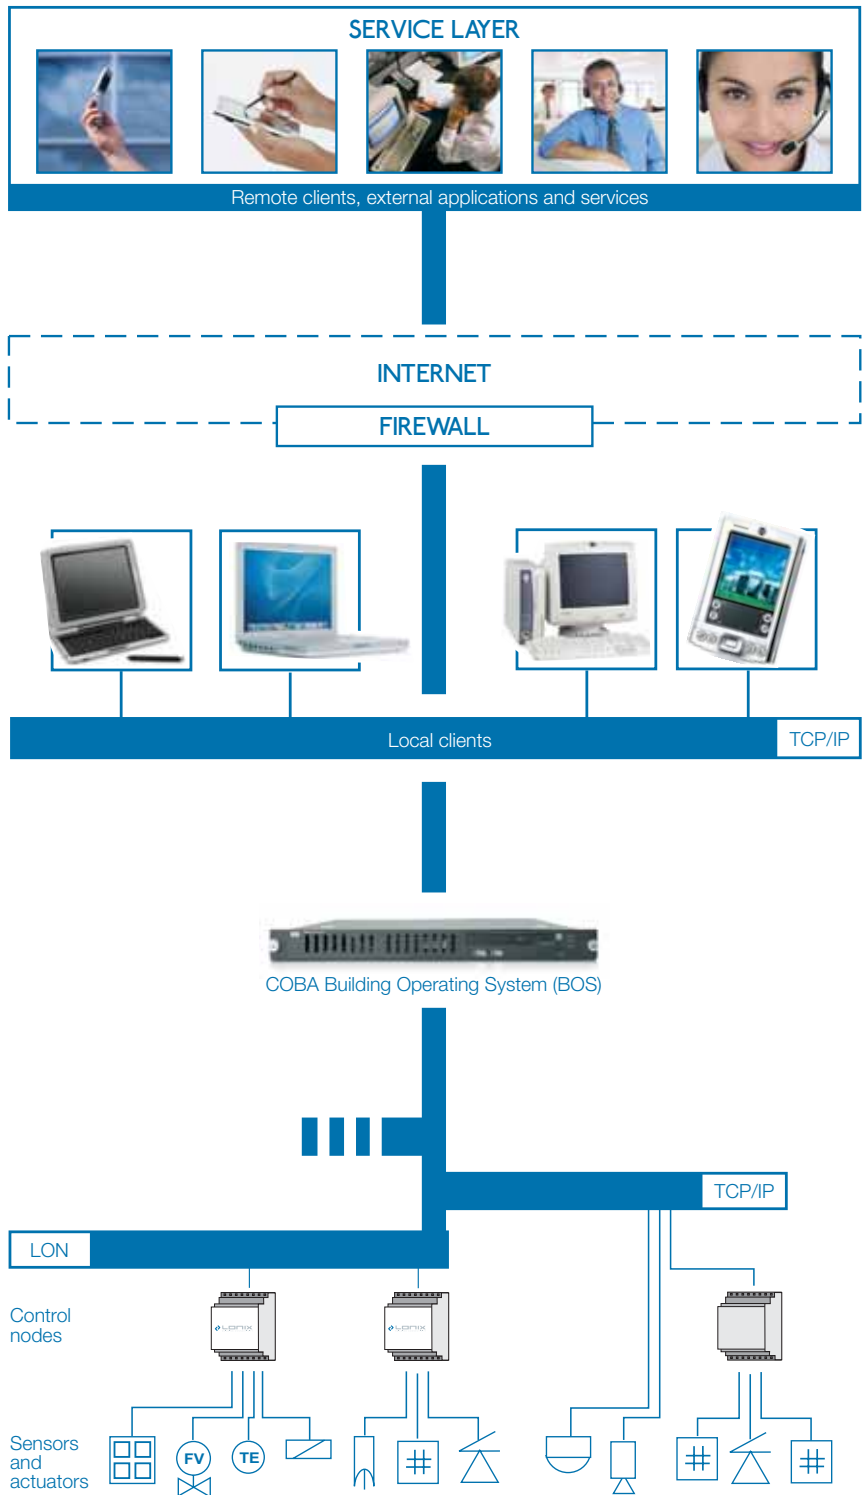 SERVICE LAYER
Remote clients, external applications and services
INTERNET
FIREWALL
Local clients
TCP/IP
COBA Building Operating System (BOS)
TCP/IP
LON
Control
nodes
Sensors
and
actuators
FV
TE